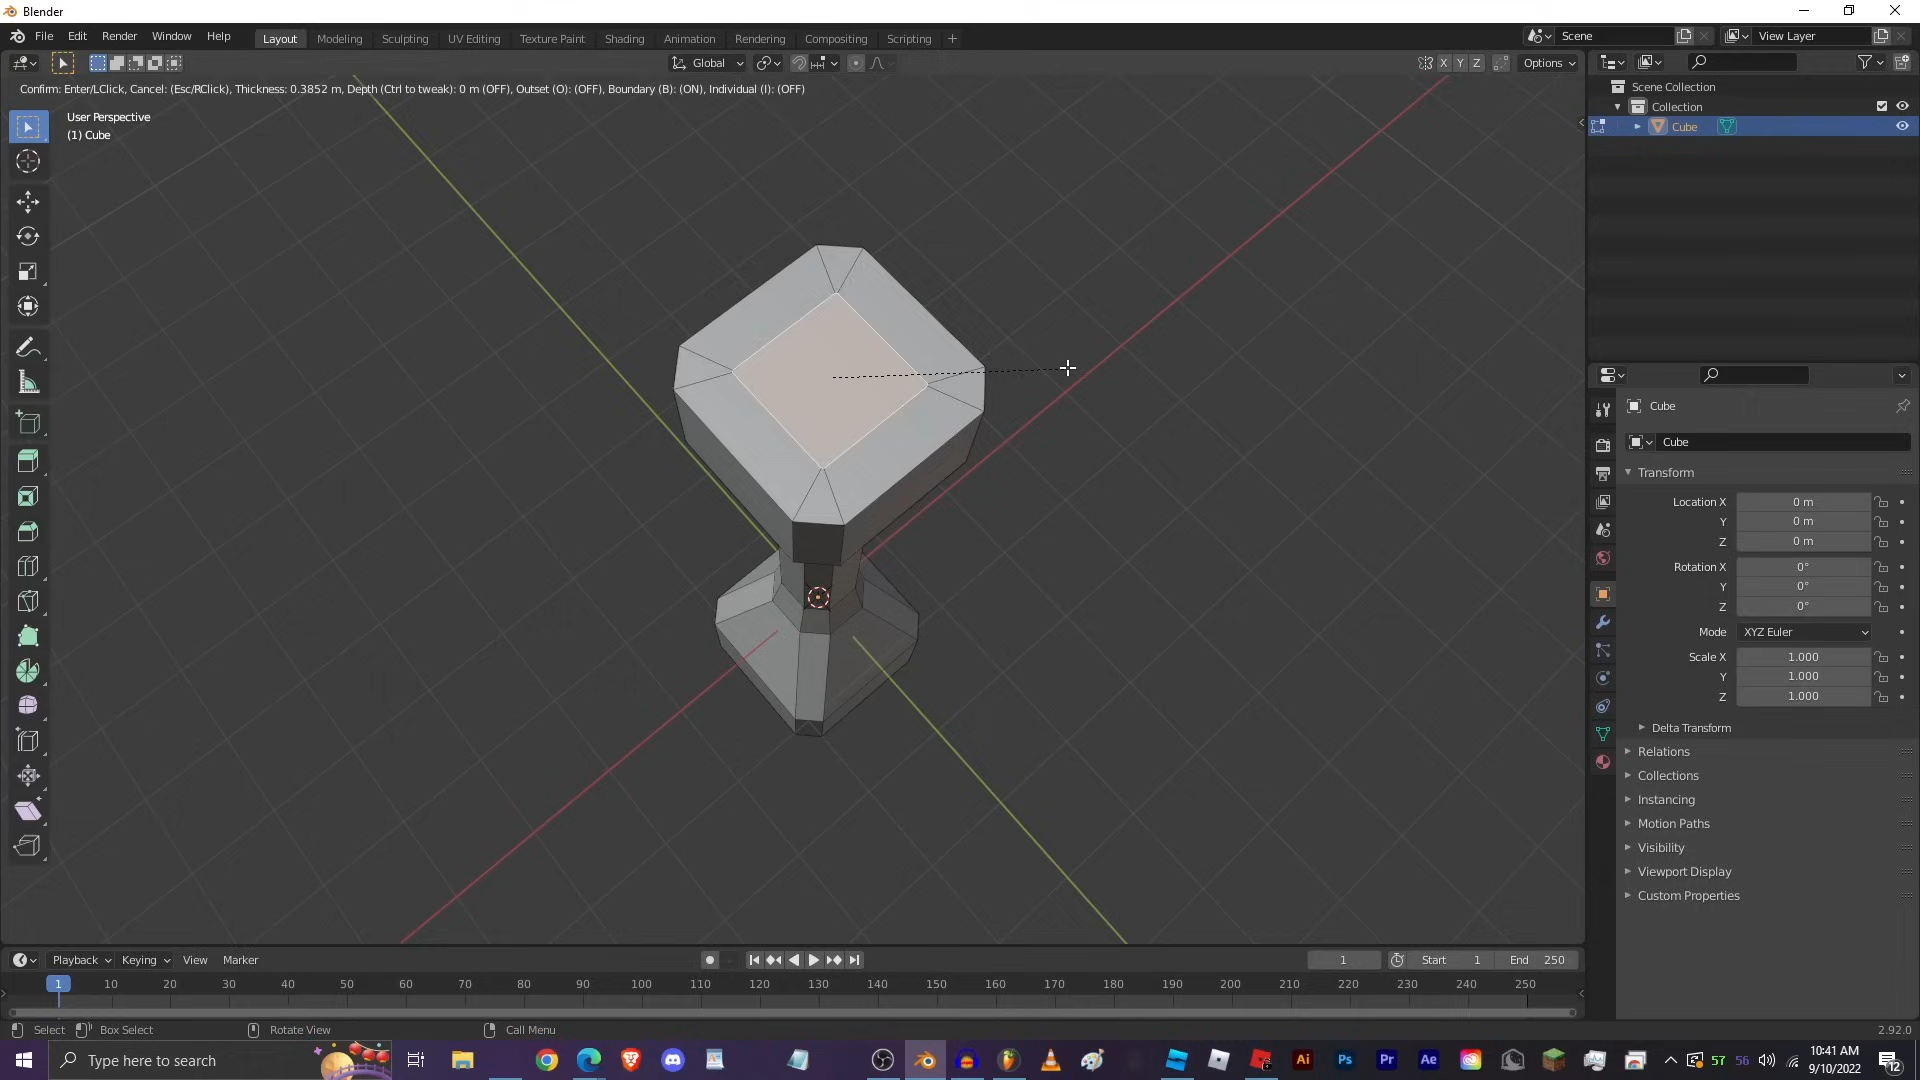 Blender
File Edit Render Window Help
Layout Modeling Sculpting UV Editing Texture Paint Shading Animation Rendering Compositing Scripting +
Scene View Layer
Global X Y Z Options
Confirm: Enter/LClick, Cancel: (Esc/RClick), Thickness: 0.3852 m, Depth (Ctrl to tweak): 0 m (OFF), Outset (O): (OFF), Boundary (B): (ON), Individual (I): (OFF)
User Perspective
(1) Cube
Scene Collection
Collection
Cube
Cube
Cube
Transform
Location X 0 m
Y 0 m
Z 0 m
Rotation X 0°
Y 0°
Z 0°
Mode XYZ Euler
Scale X 1.000
Y 1.000
Z 1.000
Delta Transform
Relations
Collections
Instancing
Motion Paths
Visibility
Viewport Display
Custom Properties
Playback Keying View Marker 1 Start 1 End 250
1 10 20 30 40 50 60 70 80 90 100 110 120 130 140 150 160 170 180 190 200 210 220 230 240 250
Select Box Select Rotate View Call Menu 2.92.0
Type here to search Ai Ps Pr Ae 57 56 10:41 AM
9/10/2022 12